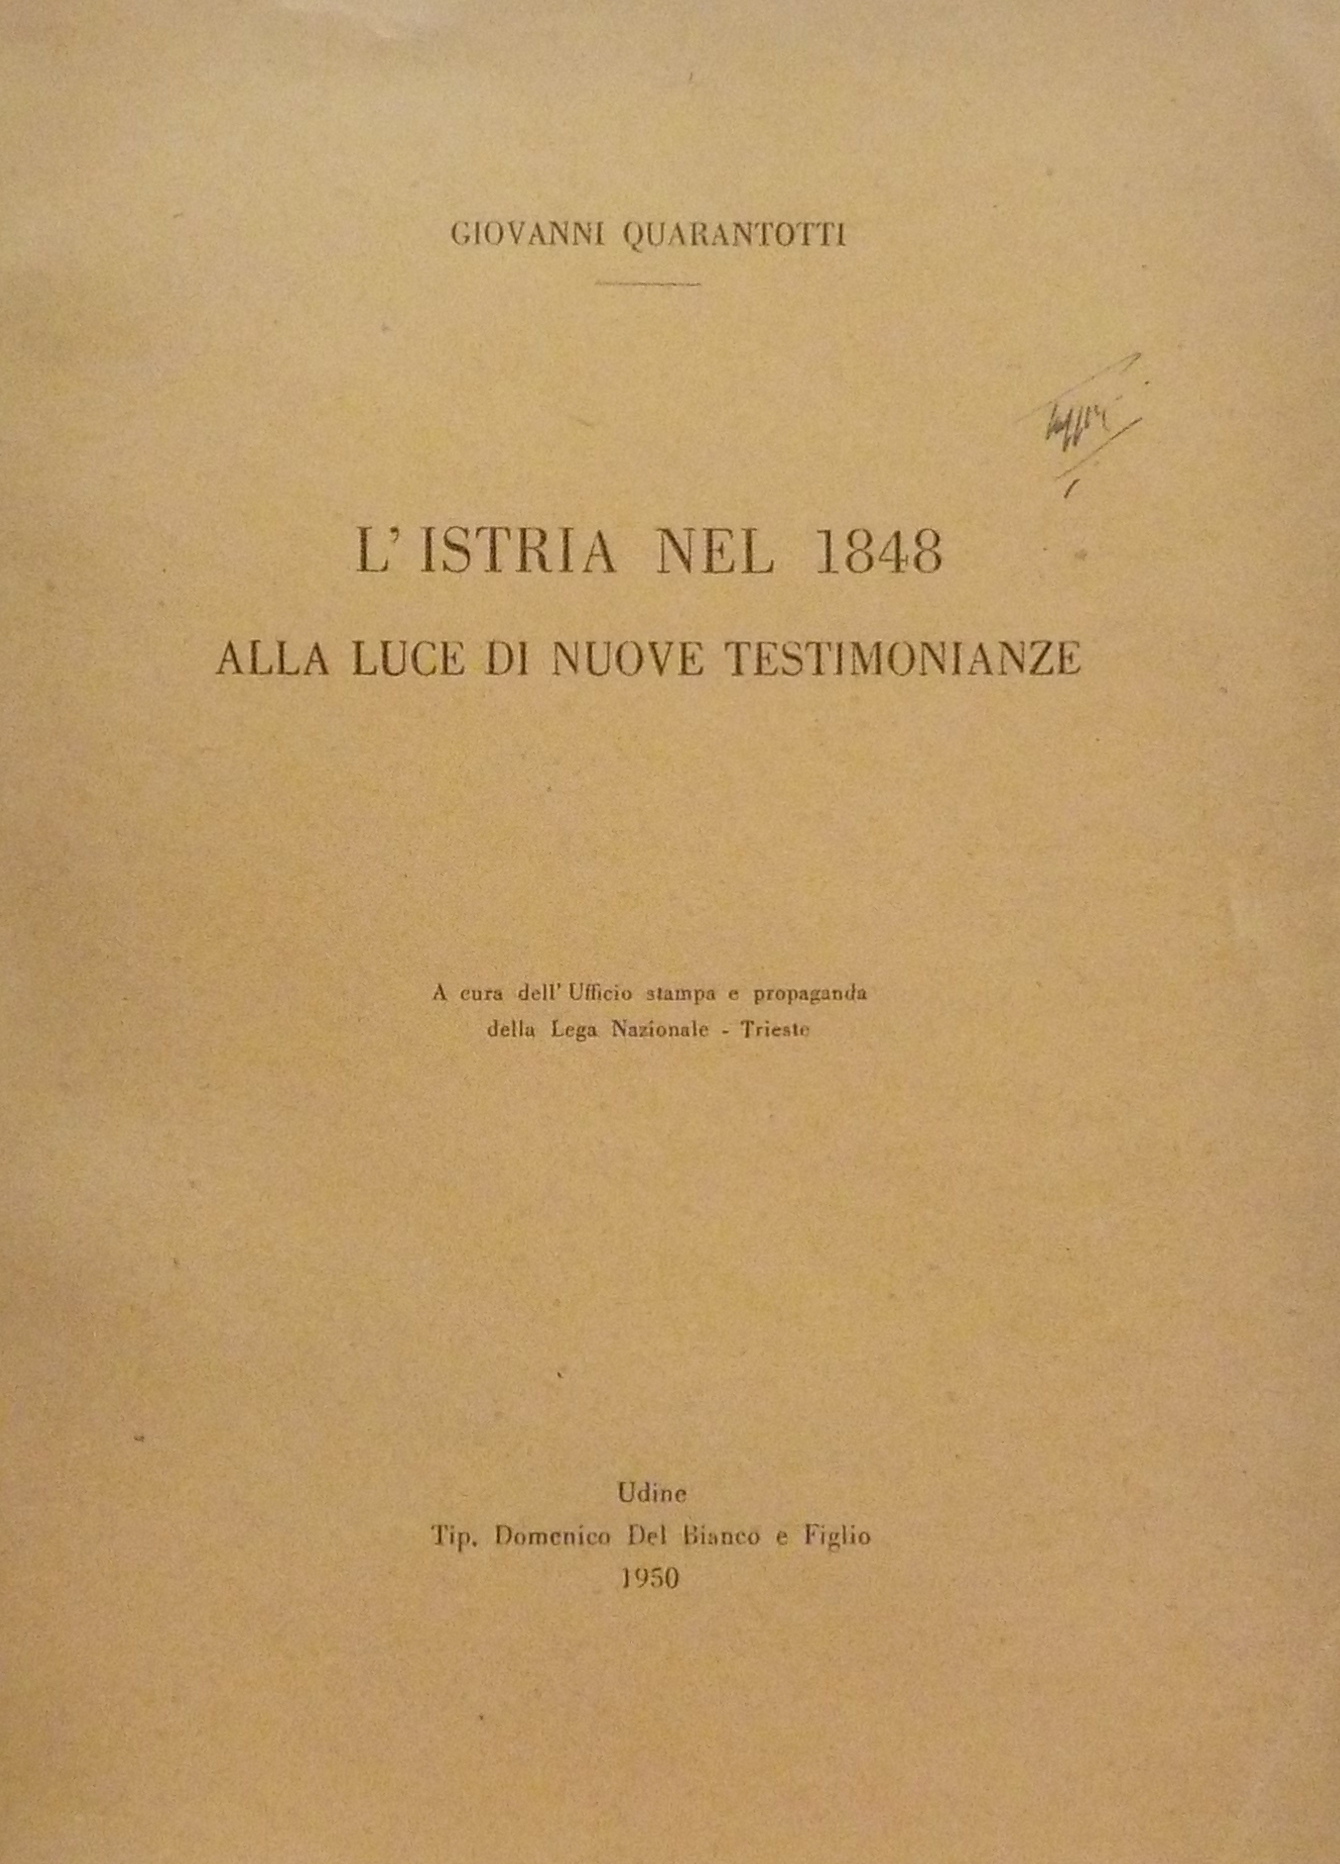 GIOVANNI QUARANTOTTI
L' ISTRIA NEL 1848
ALLA LUCE DI NUOVE TESTIMONIANZE
A cura dell' Ufficio stampa e propaganda
della Lega Nazionale - Trieste
Udine
Tip. Domenico Del Bianco e Figlio
1950